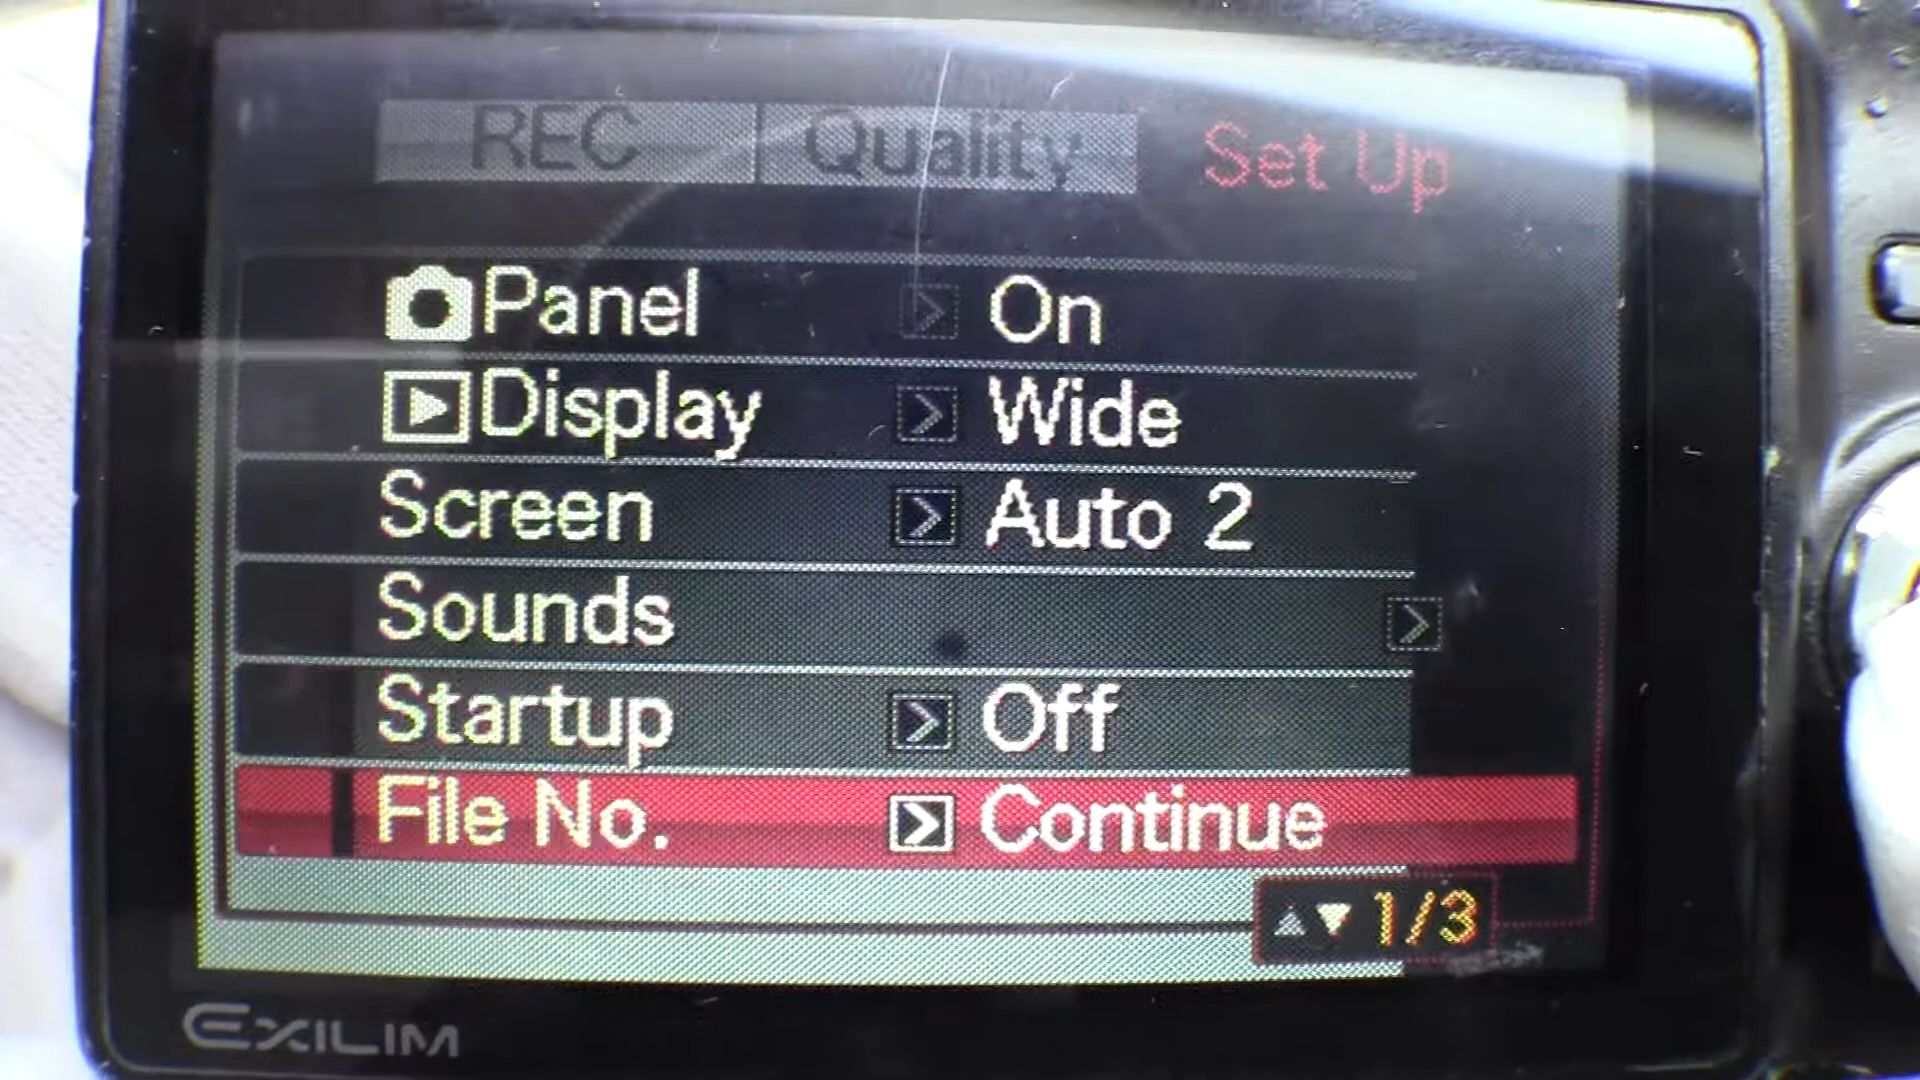 REC Quality Set Up
Panel On
Display Wide
Screen Auto 2
Sounds
Startup Off
File No. Continue
1/3
EXILIM